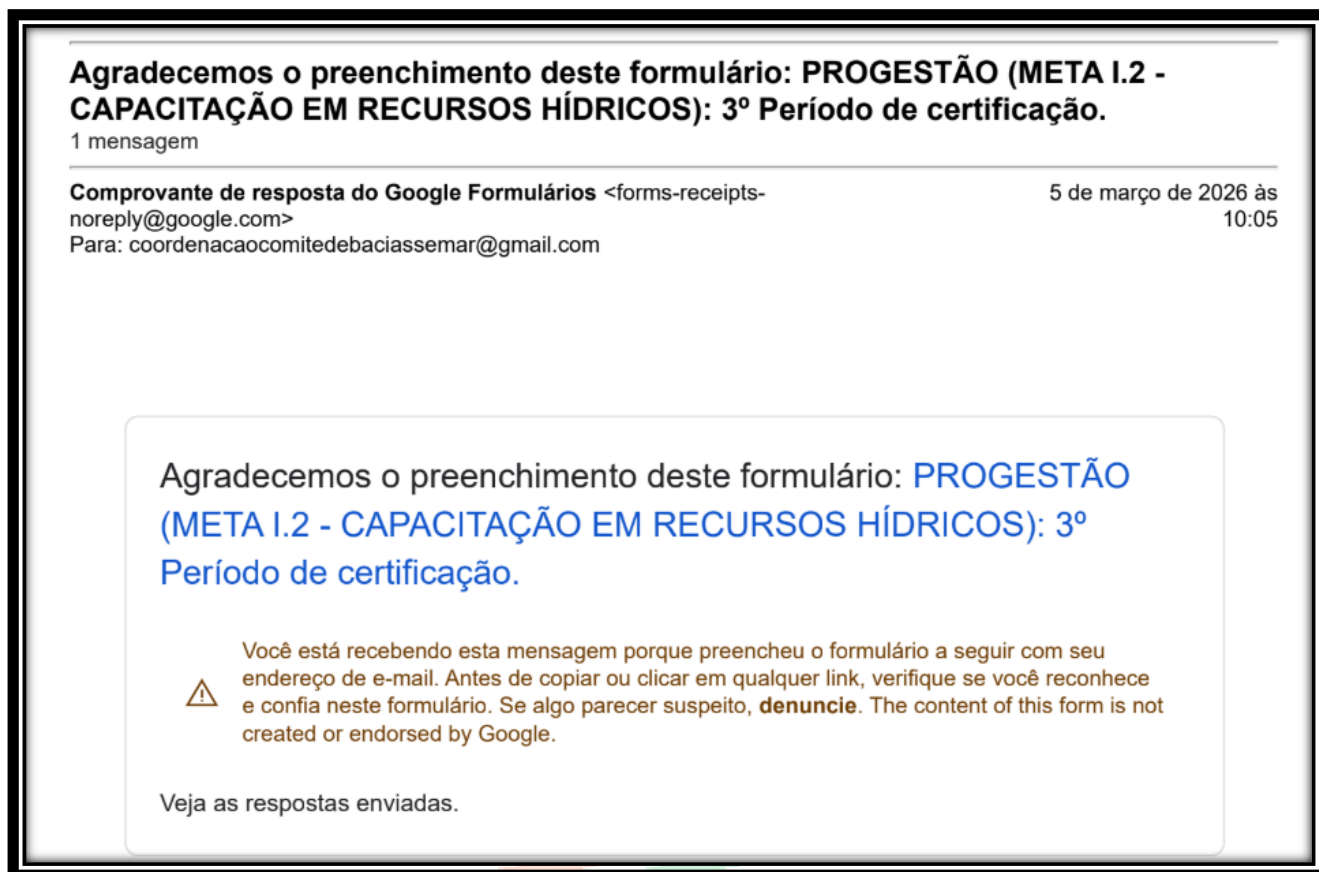 Agradecemos o preenchimento deste formulário: PROGESTÃO (META I.2 -
CAPACITAÇÃO EM RECURSOS HÍDRICOS): 3º Período de certificação.
1 mensagem
Comprovante de resposta do Google Formulários <forms-receipts-
noreply@google.com>
5 de março de 2026 às
10:05
Para: coordenacaocomitedebaciassemar@gmail.com
Agradecemos o preenchimento deste formulário: PROGESTÃO
(META I.2 - CAPACITAÇÃO EM RECURSOS HÍDRICOS): 3º
Período de certificação.
Você está recebendo esta mensagem porque preencheu o formulário a seguir com seu
endereço de e-mail. Antes de copiar ou clicar em qualquer link, verifique se você reconhece
e confia neste formulário. Se algo parecer suspeito, denuncie. The content of this form is not
created or endorsed by Google.
Veja as respostas enviadas.